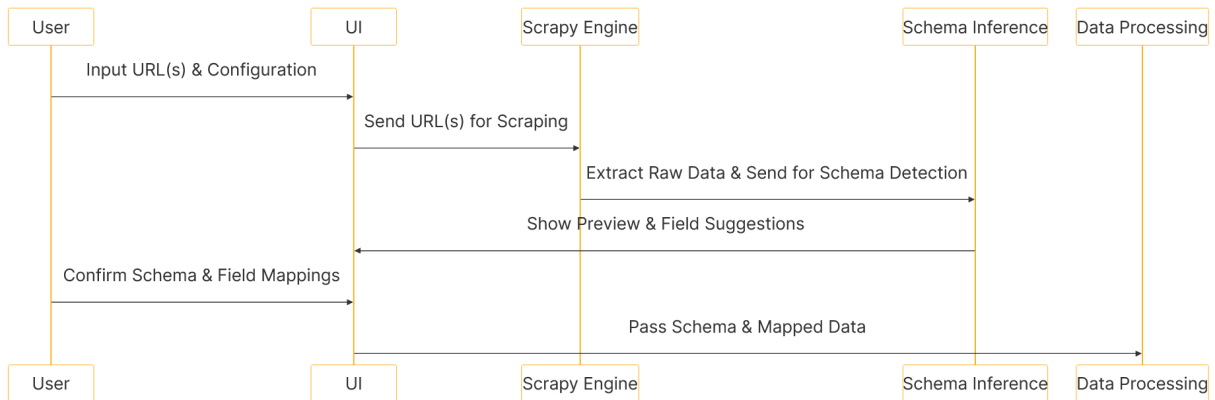 User
UI
Scrapy Engine
Schema Inference
Data Processing
Input URL(s) & Configuration
Send URL(s) for Scraping
Extract Raw Data & Send for Schema Detection
Show Preview & Field Suggestions
Confirm Schema & Field Mappings
Pass Schema & Mapped Data
User
UI
Scrapy Engine
Schema Inference
Data Processing